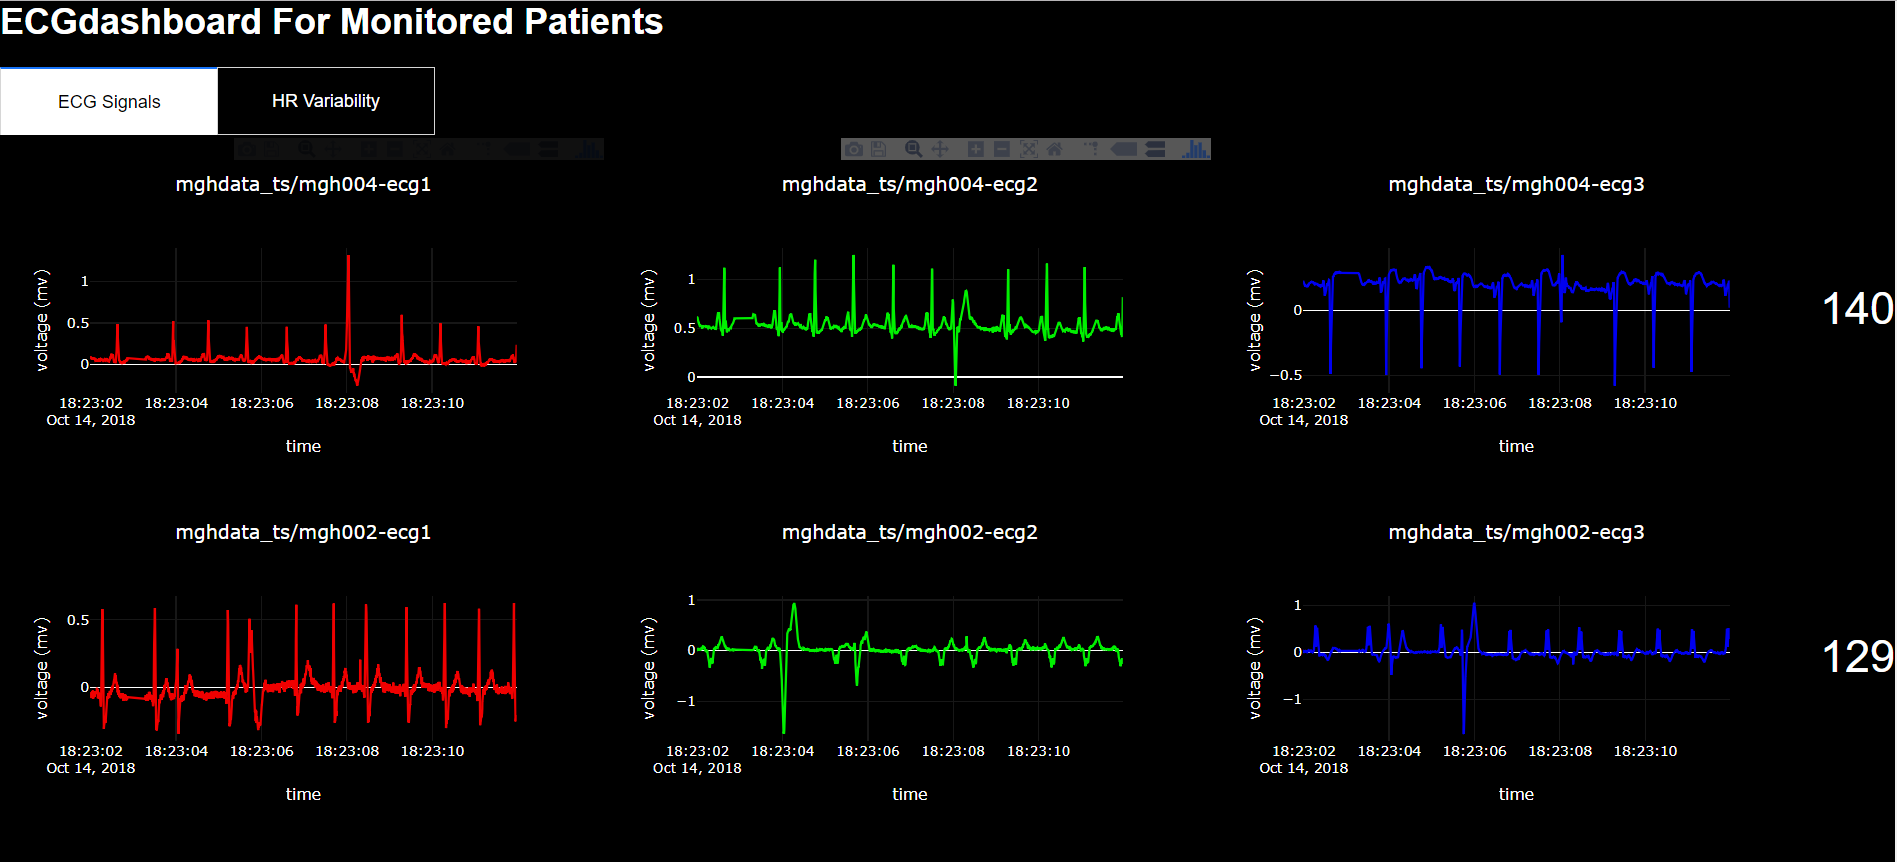 ECGdashboard For Monitored Patients
ECG Signals
HR Variability
mghdata_ts/mgh004-ecg1
voltage (mv)
1
0.5
0
18:23:02 18:23:04 18:23:06 18:23:08 18:23:10
Oct 14, 2018
time
mghdata_ts/mgh004-ecg2
voltage (mv)
1
0.5
0
18:23:02 18:23:04 18:23:06 18:23:08 18:23:10
Oct 14, 2018
time
mghdata_ts/mgh004-ecg3
voltage (mv)
0
−0.5
18:23:02 18:23:04 18:23:06 18:23:08 18:23:10
Oct 14, 2018
time
140
mghdata_ts/mgh002-ecg1
voltage (mv)
0.5
0
18:23:02 18:23:04 18:23:06 18:23:08 18:23:10
Oct 14, 2018
time
mghdata_ts/mgh002-ecg2
voltage (mv)
1
0
−1
18:23:02 18:23:04 18:23:06 18:23:08 18:23:10
Oct 14, 2018
time
mghdata_ts/mgh002-ecg3
voltage (mv)
1
0
−1
18:23:02 18:23:04 18:23:06 18:23:08 18:23:10
Oct 14, 2018
time
129